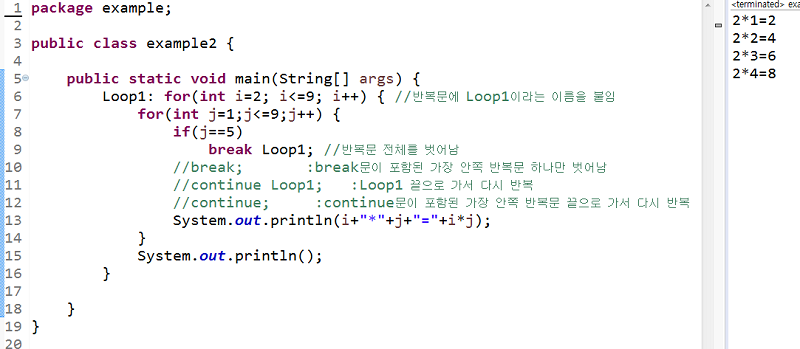 1 package example;
2
3 public class example2 {
4
5 public static void main(String[] args) {
6 Loop1: for(int i=2; i<=9; i++) { //반복문에 Loop1이라는 이름을 붙임
7 for(int j=1;j<=9;j++) {
8 if(j==5)
9 break Loop1; //반복문 전체를 벗어남
10 //break; :break문이 포함된 가장 안쪽 반복문 하나만 벗어남
11 //continue Loop1; :Loop1 끝으로 가서 다시 반복
12 //continue; :continue문이 포함된 가장 안쪽 반복문 끝으로 가서 다시 반복
13 System.out.println(i+"*"+j+"="+i*j);
14 }
15 System.out.println();
16 }
17
18 }
19 }
20
<terminated> exa
2*1=2
2*2=4
2*3=6
2*4=8